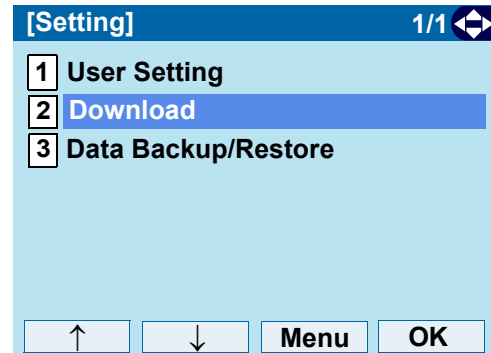 [Setting] 1/1
1 User Setting
2 Download
3 Data Backup/Restore
↑ ↓ Menu OK